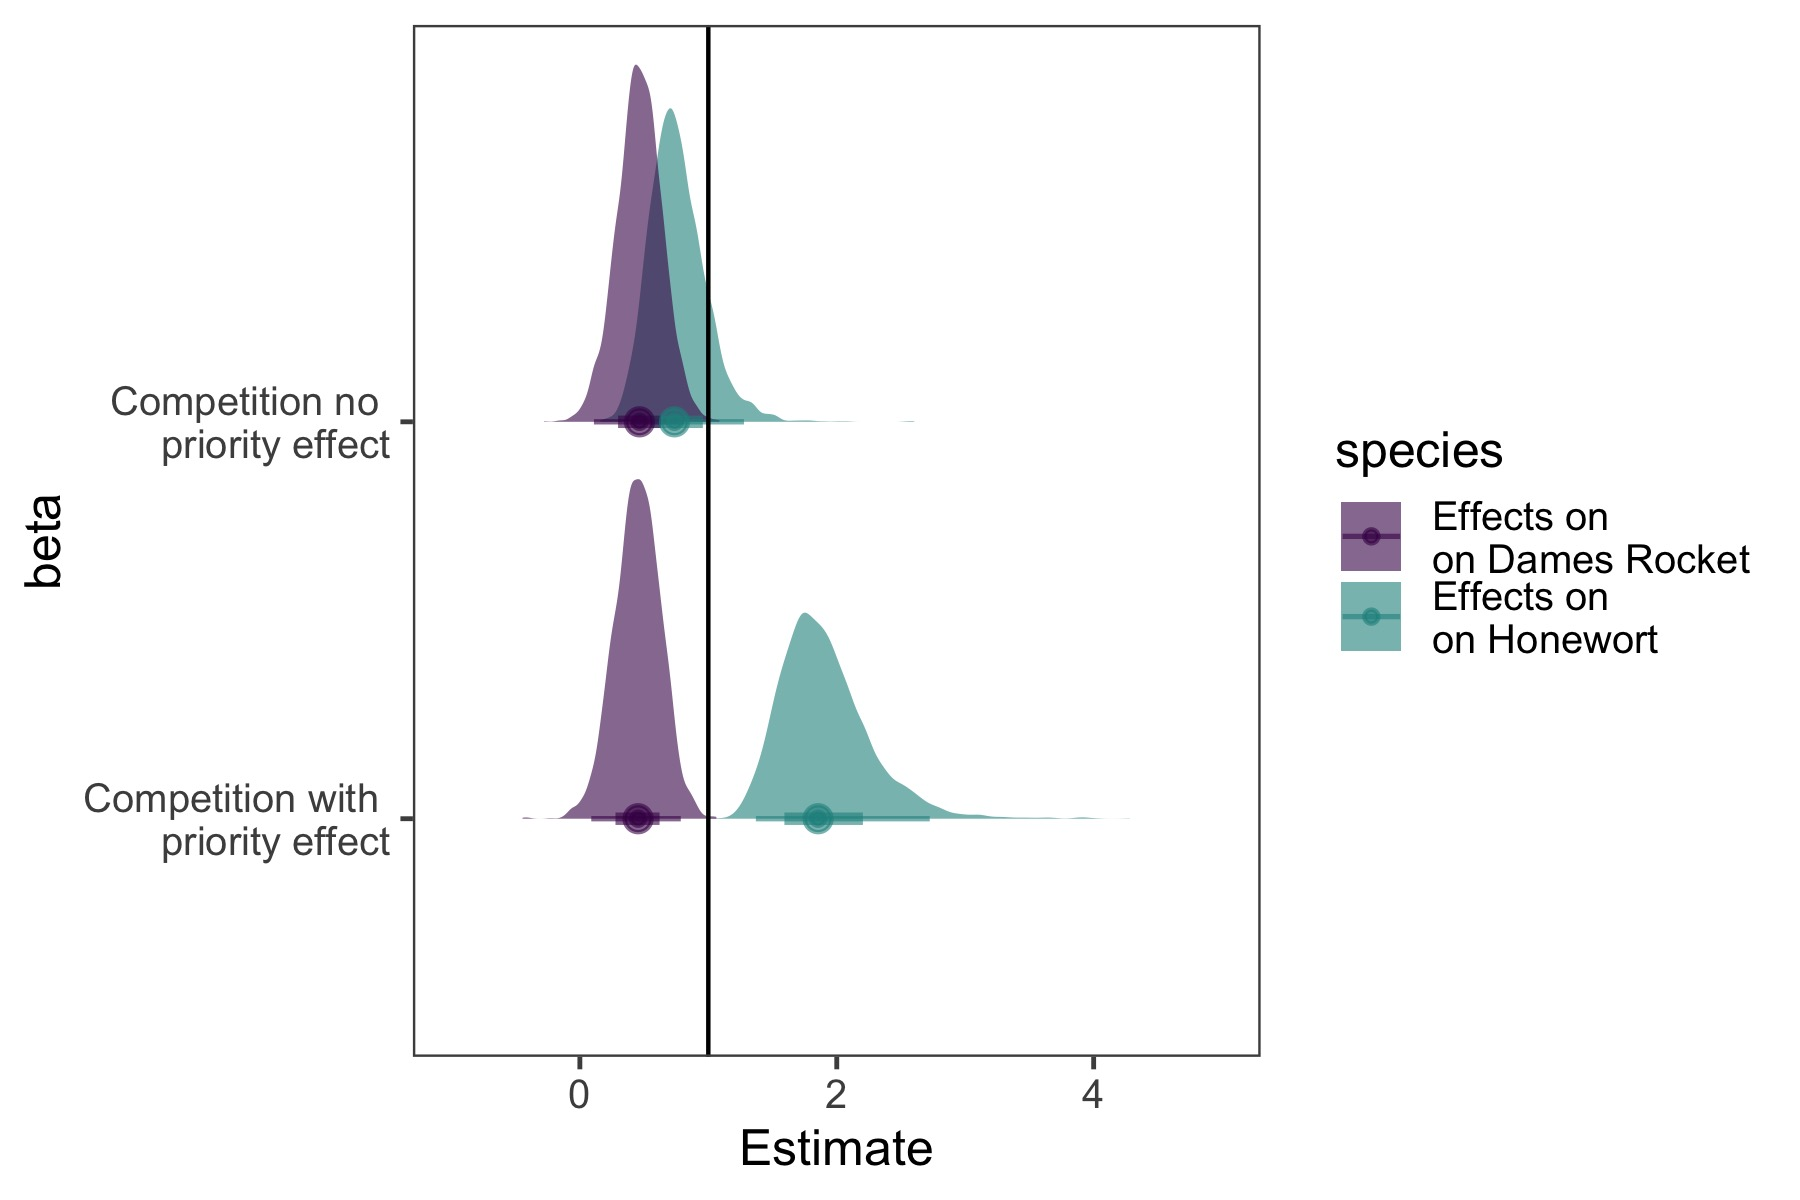 Competition no
priority effect
Competition with
priority effect
beta
0
2
4
Estimate
species
Effects on
on Dames Rocket
Effects on
on Honewort